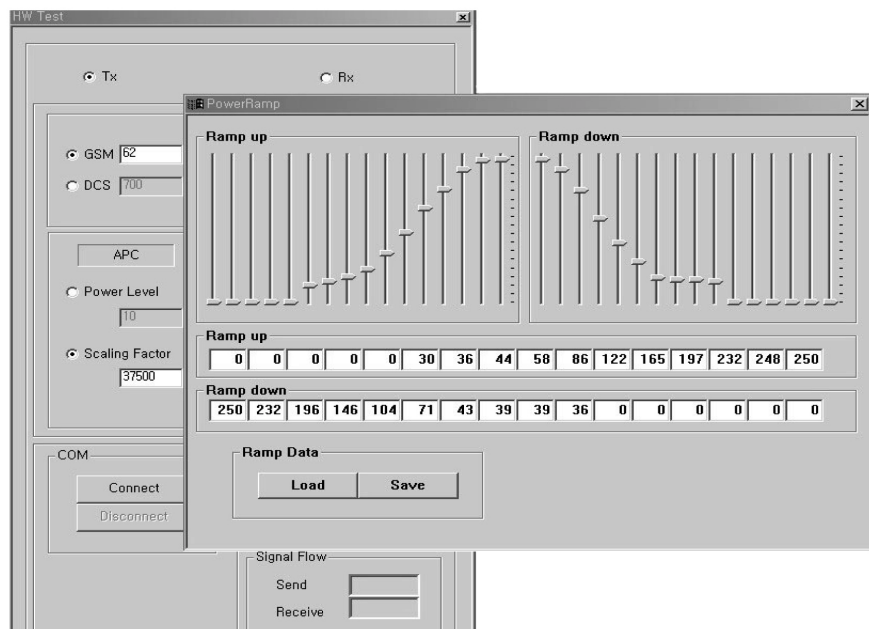 HW Test
Tx
Rx
PowerRamp
Ramp up
Ramp down
GSM 62
DCS 700
APC
Power Level
10
Scaling Factor
37500
Ramp up
0 0 0 0 0 30 36 44 58 86 122 165 197 232 248 250
Ramp down
250 232 196 146 104 71 43 39 39 36 0 0 0 0 0 0
Ramp Data
Load
Save
COM
Connect
Disconnect
Signal Flow
Send
Receive